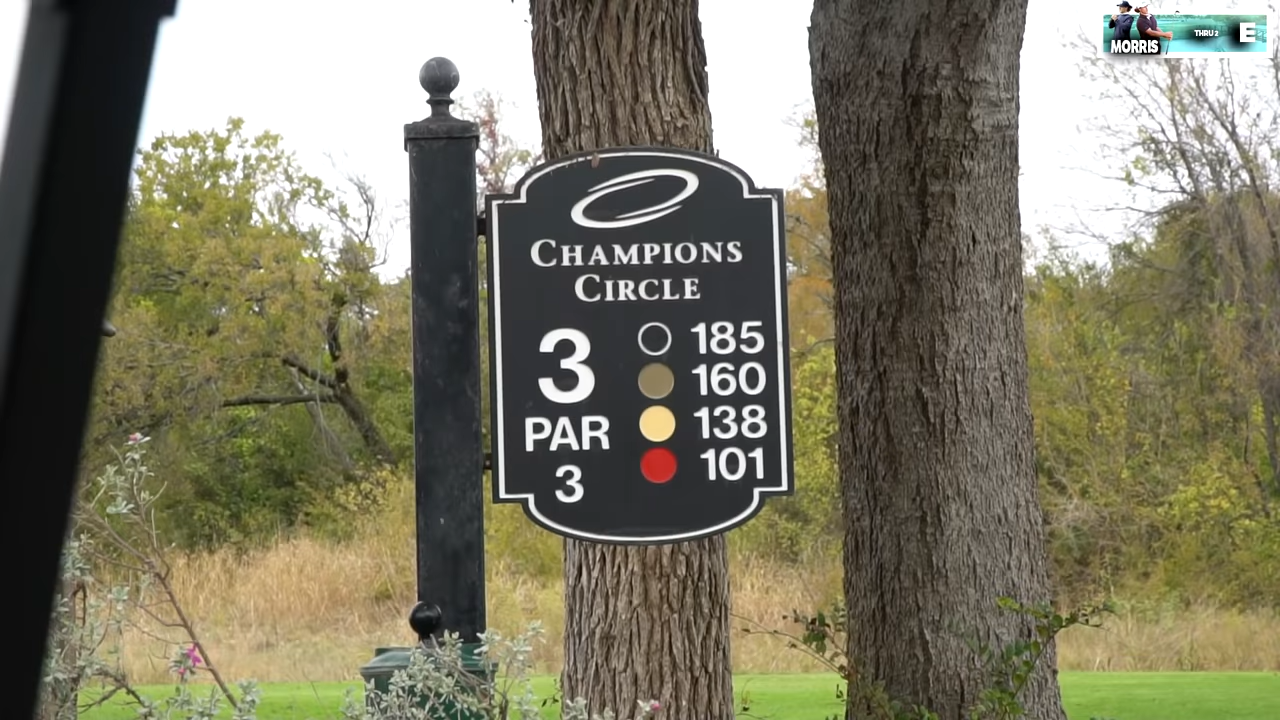 MORRIS
THRU 2
E
CHAMPIONS
CIRCLE
3
PAR
3
185
160
138
101